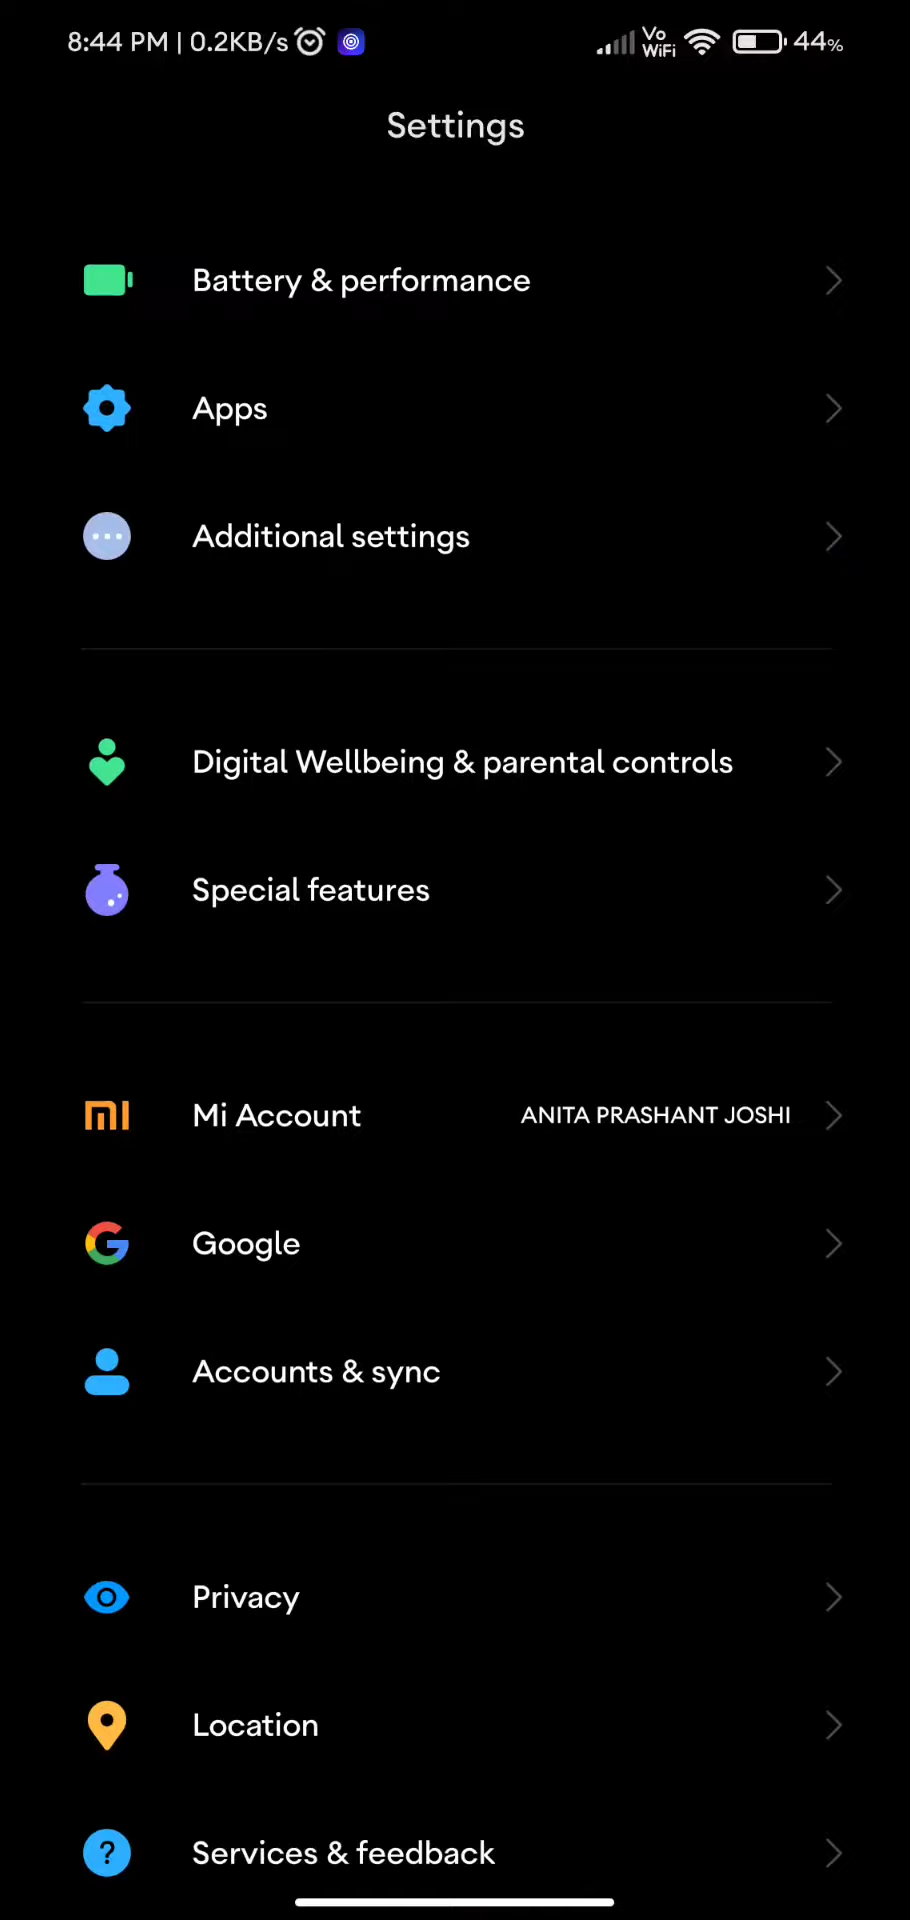 8:44 PM | 0.2KB/s Vo WiFi 44%
Settings
Battery & performance
Apps
Additional settings
Digital Wellbeing & parental controls
Special features
Mi Account ANITA PRASHANT JOSHI
Google
Accounts & sync
Privacy
Location
Services & feedback